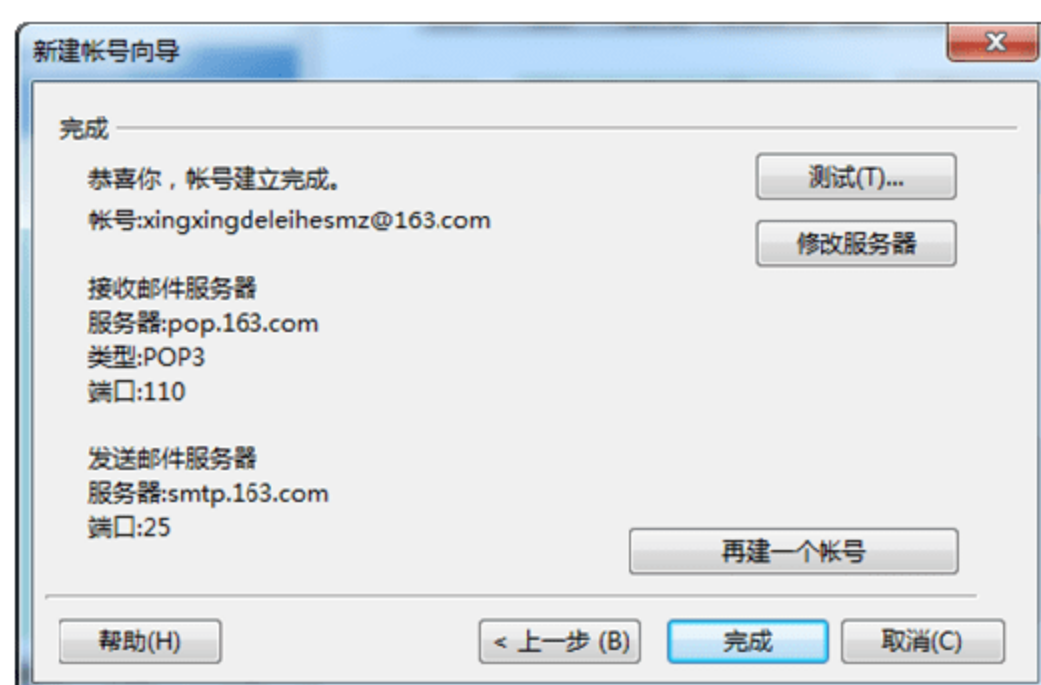 新建帐号向导
完成
恭喜你，帐号建立完成。
测试(T)...
帐号:xingxingdeleihesmz@163.com
修改服务器
接收邮件服务器
服务器:pop.163.com
类型:POP3
端口:110
发送邮件服务器
服务器:smtp.163.com
端口:25
再建一个帐号
帮助(H)
< 上一步 (B)
完成
取消(C)